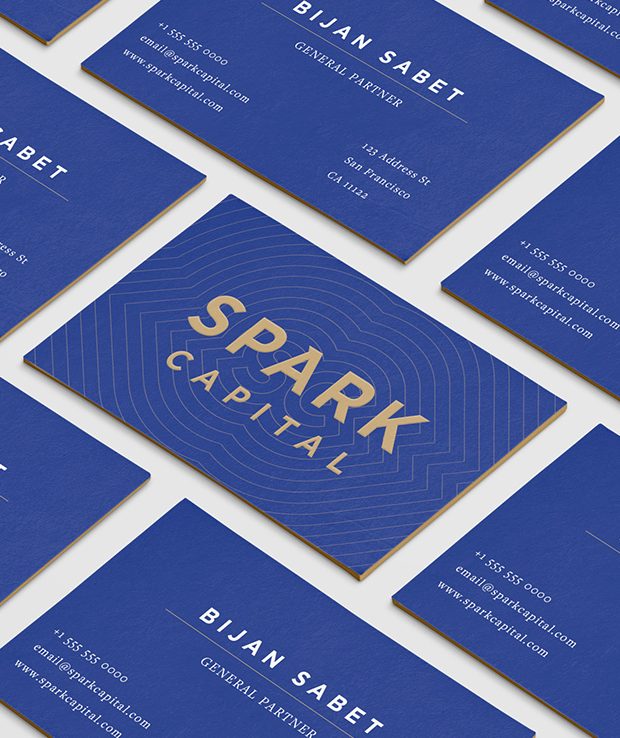 BIJAN SABET
GENERAL PARTNER
+1 555 555 0000
email@sparkcapital.com
www.sparkcapital.com
123 Address St
San Francisco
CA 11122
SABET
St
+1 555 555 0000
email@sparkcapital.com
www.sparkcapital.com
SPARK
CAPITAL
+1 555 555 0000
email@sparkcapital.com
www.sparkcapital.com
BIJAN SABET
GENERAL PARTNER
+1 555 555 0000
email@sparkcapital.com
www.sparkcapital.com